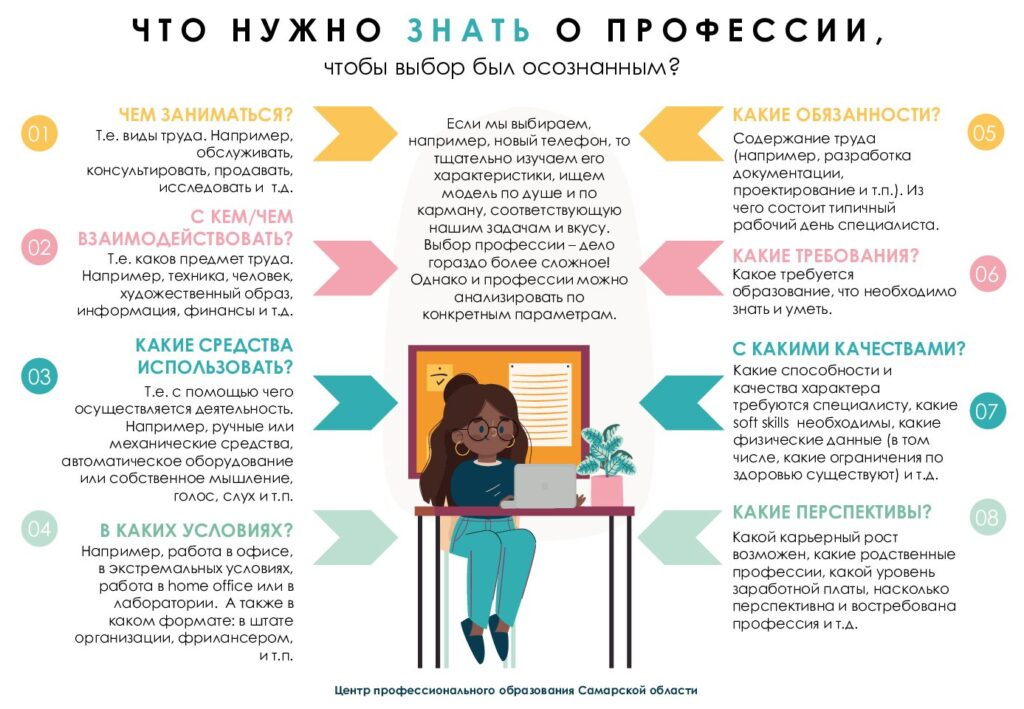 ЧТО НУЖНО ЗНАТЬ О ПРОФЕССИИ,
чтобы выбор был осознанным?
01
ЧЕМ ЗАНИМАТЬСЯ?
Т.е. виды труда. Например,
обслуживать,
консультировать, продавать,
исследовать и т.д.
02
С КЕМ/ЧЕМ
ВЗАИМОДЕЙСТВОВАТЬ?
Т.е. каков предмет труда.
Например, техника, человек,
художественный образ,
информация, финансы и т.д.
03
КАКИЕ СРЕДСТВА
ИСПОЛЬЗОВАТЬ?
Т.е. с помощью чего
осуществляется деятельность.
Например, ручные или
механические средства,
автоматическое оборудование
или собственное мышление,
голос, слух и т.п.
04
В КАКИХ УСЛОВИЯХ?
Например, работа в офисе,
в экстремальных условиях,
работа в home office или в
лаборатории. А также в
каком формате: в штате
организации, фрилансером,
и т.п.
Если мы выбираем,
например, новый телефон, то
тщательно изучаем его
характеристики, ищем
модель по душе и по
карману, соответствующую
нашим задачам и вкусу.
Выбор профессии – дело
гораздо более сложное!
Однако и профессии можно
анализировать по
конкретным параметрам.
КАКИЕ ОБЯЗАННОСТИ?
05
Содержание труда
(например, разработка
документации,
проектирование и т.п.). Из
чего состоит типичный
рабочий день специалиста.
КАКИЕ ТРЕБОВАНИЯ?
06
Какое требуется
образование, что необходимо
знать и уметь.
С КАКИМИ КАЧЕСТВАМИ?
07
Какие способности и
качества характера
требуются специалисту, какие
soft skills необходимы, какие
физические данные (в том
числе, какие ограничения по
здоровью существуют) и т.д.
КАКИЕ ПЕРСПЕКТИВЫ?
08
Какой карьерный рост
возможен, какие родственные
профессии, какой уровень
заработной платы, насколько
перспективна и востребована
профессия и т.д.
Центр профессионального образования Самарской области